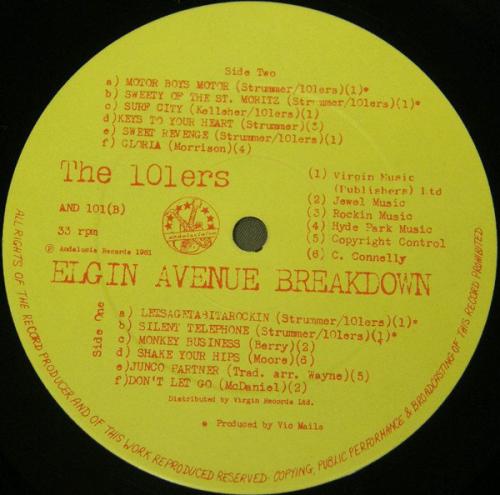 Side Two
a) MOTOR BOYS MOTOR (Strummer/101ers)(1)*
b) SWEETY OF THE ST. MORITZ (Strummer/101ers)(1)*
c) SURF CITY (Kelleher/101ers)(1)
d)KEYS TO YOUR HEART (Strummer)(3)
e) SWEET REVENGE (Strummer/101ers)(1)
f) GLORIA (Morrison)(4)
The 101ers
AND 101(B)
33 rpm
℗ Andalucia Records 1981
andalucia!
(1) Virgin Music
(Publishers) Ltd
(2) Jewel Music
(3) Rockin Music
(4) Hyde Park Music
(5) Copyright Control
(6) C. Connelly
ELGIN AVENUE BREAKDOWN
Side One
a) LETSAGETABITAROCKIN (Strummer/101ers)(1)*
b) SILENT TELEPHONE (Strummer/101ers)(1)*
c) MONKEY BUSINESS (Berry)(2)
d) SHAKE YOUR HIPS (Moore)(6)
e)JUNCO PARTNER (Trad. arr. Wayne)(5)
f)DON'T LET GO (McDaniel)(2)
Distributed by Virgin Records Ltd.
* Produced by Vic Maile
ALL RIGHTS OF THE RECORD PRODUCER AND OF THIS WORK REPRODUCED RESERVED- COPYING, PUBLIC PERFORMANCE & BROADCASTING OF THIS RECORD PROHIBITED